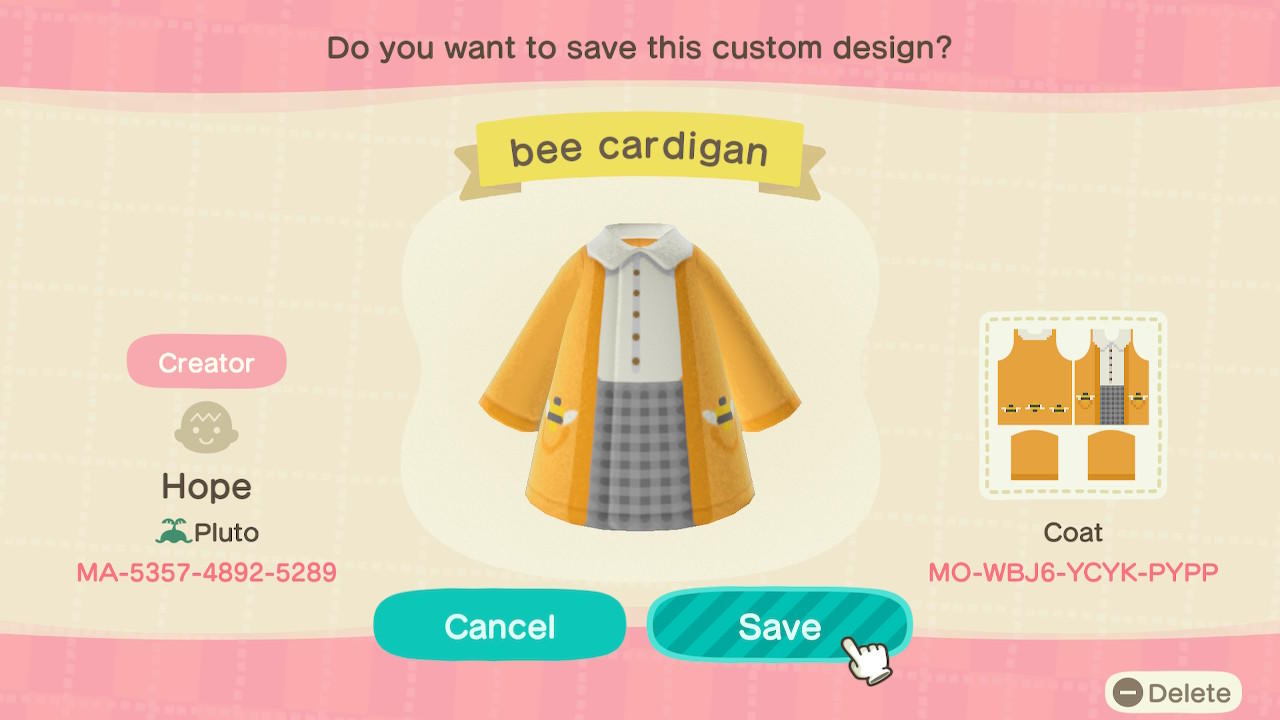 Do you want to save this custom design?
bee cardigan
Creator
Hope
Pluto
MA-5357-4892-5289
Coat
MO-WBJ6-YCYK-PYPP
Cancel
Save
Delete